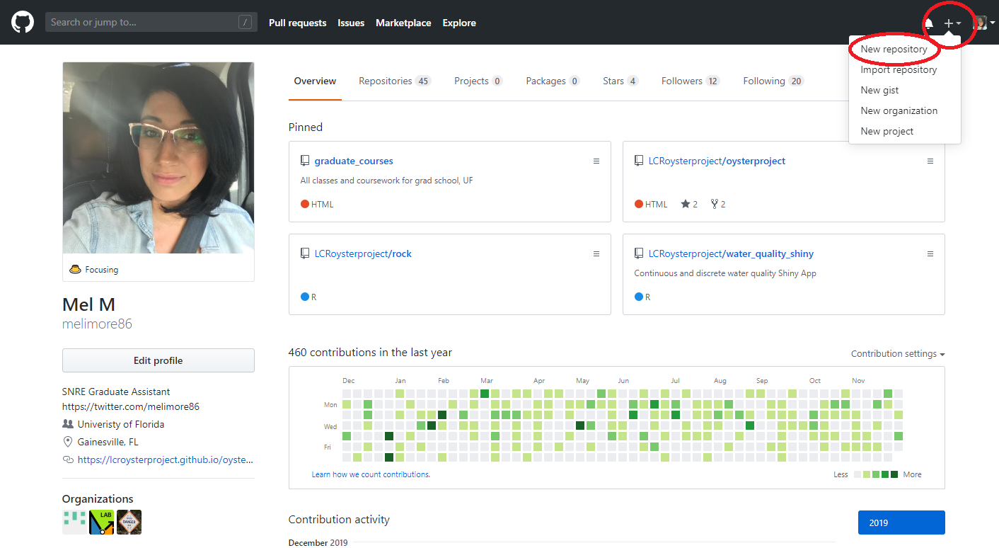 Search or jump to... /
Pull requests Issues Marketplace Explore
New repository
Import repository
New gist
New organization
New project
Overview Repositories 45 Projects 0 Packages 0 Stars 4 Followers 12 Following 20
Focusing
Mel M
melimore86
Edit profile
SNRE Graduate Assistant
https://twitter.com/melimore86
Univeristy of Florida
Gainesville, FL
https://lcroysterproject.github.io/oyste...
Organizations
LAB
DANGER
Pinned
graduate_courses
All classes and coursework for grad school, UF
HTML
LCRoysterproject/oysterproject
HTML 2 2
LCRoysterproject/rock
R
LCRoysterproject/water_quality_shiny
Continuous and discrete water quality Shiny App
R
460 contributions in the last year
Contribution settings
Dec Jan Feb Mar Apr May Jun Jul Aug Sep Oct Nov
Mon
Wed
Fri
Learn how we count contributions.
Less More
Contribution activity
2019
December 2019